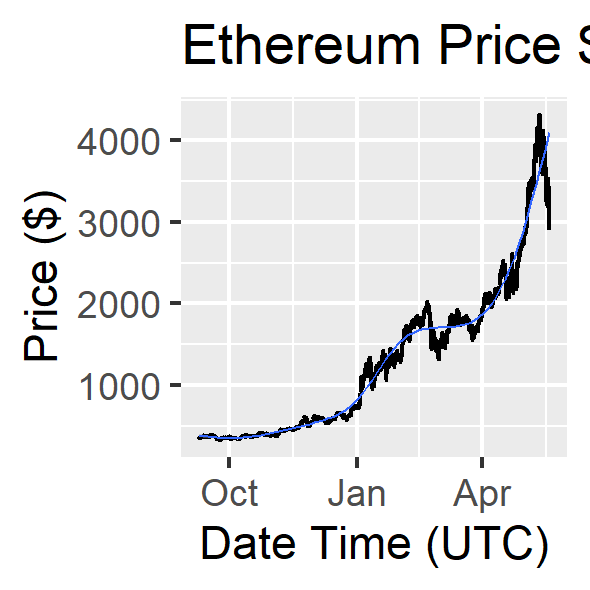 Ethereum Price
4000
3000
2000
1000
Price ($)
Oct Jan Apr
Date Time (UTC)